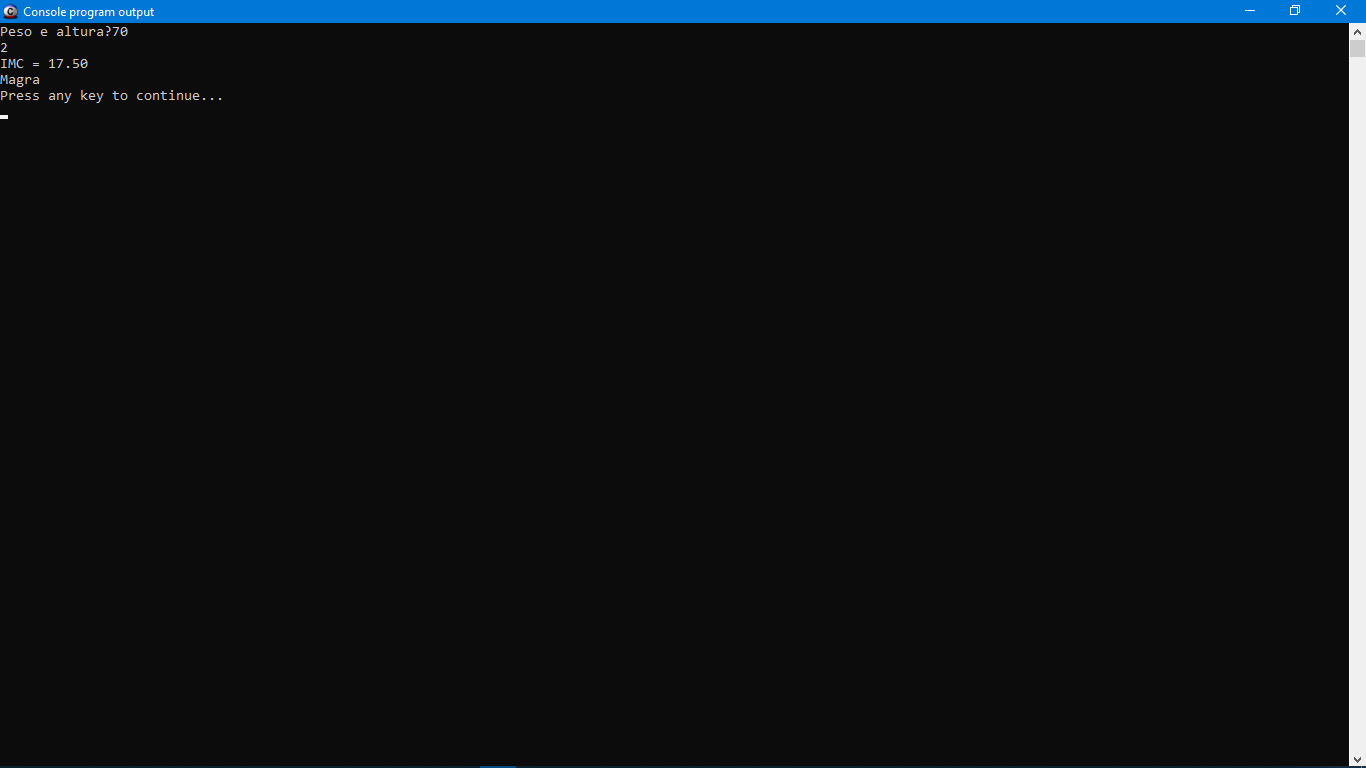 Console program output
Peso e altura?70
2
IMC = 17.50
Magra
Press any key to continue...